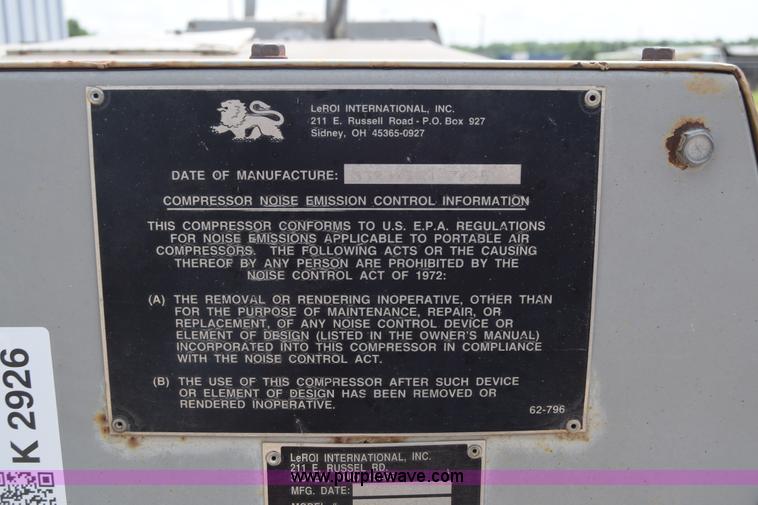 LeROI INTERNATIONAL, INC.
211 E. Russell Road - P.O. Box 927
Sidney, OH 45365-0927
DATE OF MANUFACTURE:
COMPRESSOR NOISE EMISSION CONTROL INFORMATION
THIS COMPRESSOR CONFORMS TO U.S. E.P.A. REGULATIONS
FOR NOISE EMISSIONS APPLICABLE TO PORTABLE AIR
COMPRESSORS. THE FOLLOWING ACTS OR THE CAUSING
THEREOF BY ANY PERSON ARE PROHIBITED BY THE
NOISE CONTROL ACT OF 1972:
(A) THE REMOVAL OR RENDERING INOPERATIVE, OTHER THAN
FOR THE PURPOSE OF MAINTENANCE, REPAIR, OR
REPLACEMENT, OF ANY NOISE CONTROL DEVICE OR
ELEMENT OF DESIGN (LISTED IN THE OWNER'S MANUAL)
INCORPORATED INTO THIS COMPRESSOR IN COMPLIANCE
WITH THE NOISE CONTROL ACT.
(B) THE USE OF THIS COMPRESSOR AFTER SUCH DEVICE
OR ELEMENT OF DESIGN HAS BEEN REMOVED OR
RENDERED INOPERATIVE.
62-796
K 2926
LeROI INTERNATIONAL, INC.
211 E. RUSSEL RD.
www.purplewave.com
MFG. DATE: